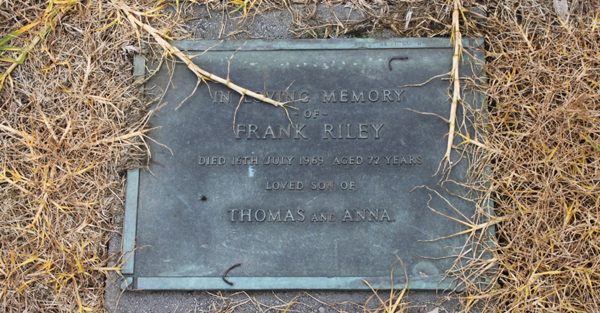 IN LOVING MEMORY
-OF-
FRANK RILEY
DIED 16TH JULY 1969, AGED 72 YEARS
LOVED SON OF
THOMAS AND ANNA.